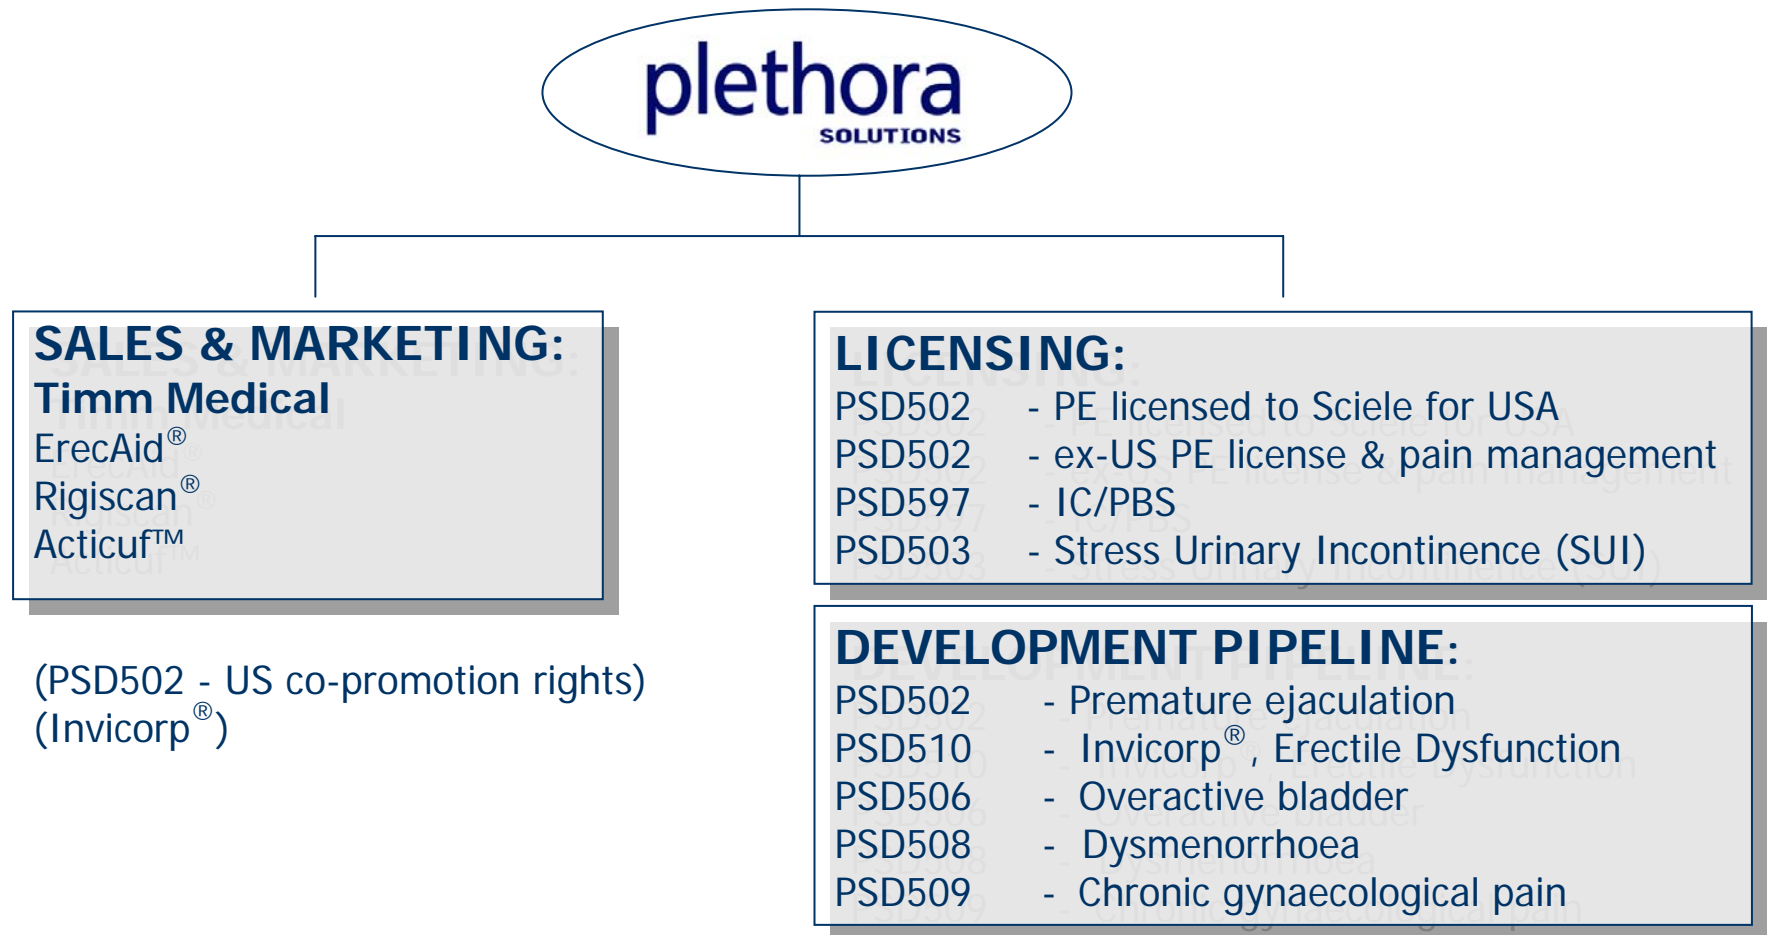 plethora
SOLUTIONS
SALES & MARKETING:
Timm Medical
ErecAid®
Rigiscan®
Acticuf™
(PSD502 - US co-promotion rights)
(Invicorp®)
LICENSING:
PSD502 - PE licensed to Sciele for USA
PSD502 - ex-US PE license & pain management
PSD597 - IC/PBS
PSD503 - Stress Urinary Incontinence (SUI)
DEVELOPMENT PIPELINE:
PSD502 - Premature ejaculation
PSD510 - Invicorp®, Erectile Dysfunction
PSD506 - Overactive bladder
PSD508 - Dysmenorrhoea
PSD509 - Chronic gynaecological pain